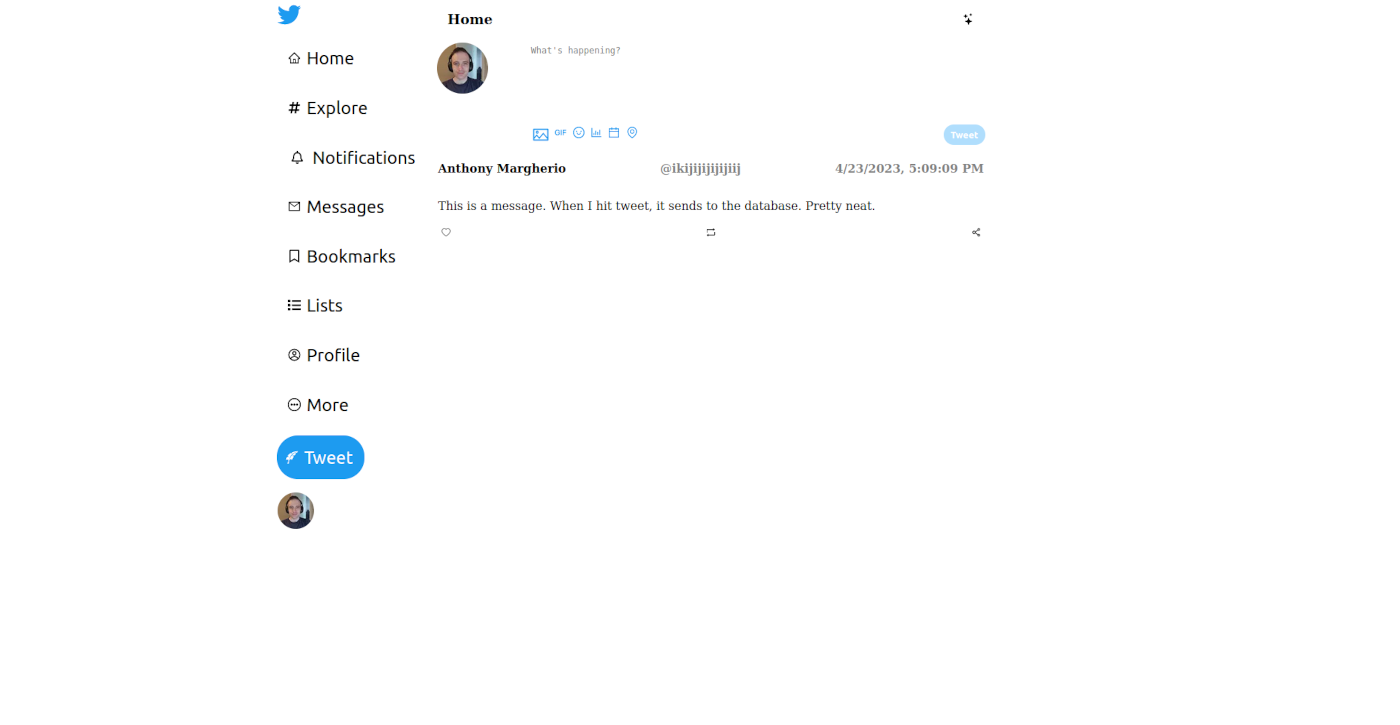 Home
Home
What's happening?
# Explore
Notifications
GIF
Tweet
Anthony Margherio @ikijijijijijiij 4/23/2023, 5:09:09 PM
Messages
This is a message. When I hit tweet, it sends to the database. Pretty neat.
Bookmarks
Lists
Profile
More
Tweet